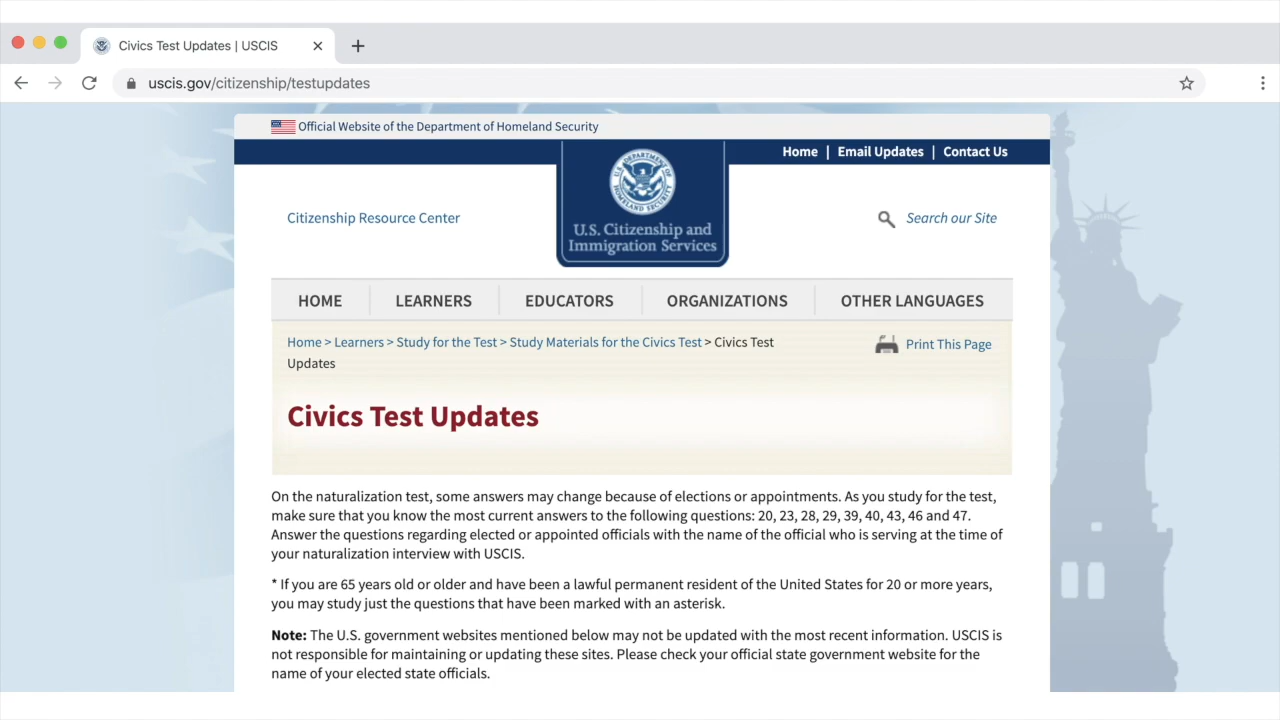 Civics Test Updates | USCIS
uscis.gov/citizenship/testupdates
Official Website of the Department of Homeland Security
Home | Email Updates | Contact Us
U.S. DEPARTMENT OF HOMELAND SECURITY
Citizenship Resource Center
U.S. Citizenship and
Immigration Services
Search our Site
HOME LEARNERS EDUCATORS ORGANIZATIONS OTHER LANGUAGES
Home > Learners > Study for the Test > Study Materials for the Civics Test > Civics Test
Updates
Print This Page
Civics Test Updates
On the naturalization test, some answers may change because of elections or appointments. As you study for the test,
make sure that you know the most current answers to the following questions: 20, 23, 28, 29, 39, 40, 43, 46 and 47.
Answer the questions regarding elected or appointed officials with the name of the official who is serving at the time of
your naturalization interview with USCIS.
* If you are 65 years old or older and have been a lawful permanent resident of the United States for 20 or more years,
you may study just the questions that have been marked with an asterisk.
Note: The U.S. government websites mentioned below may not be updated with the most recent information. USCIS is
not responsible for maintaining or updating these sites. Please check your official state government website for the
name of your elected state officials.